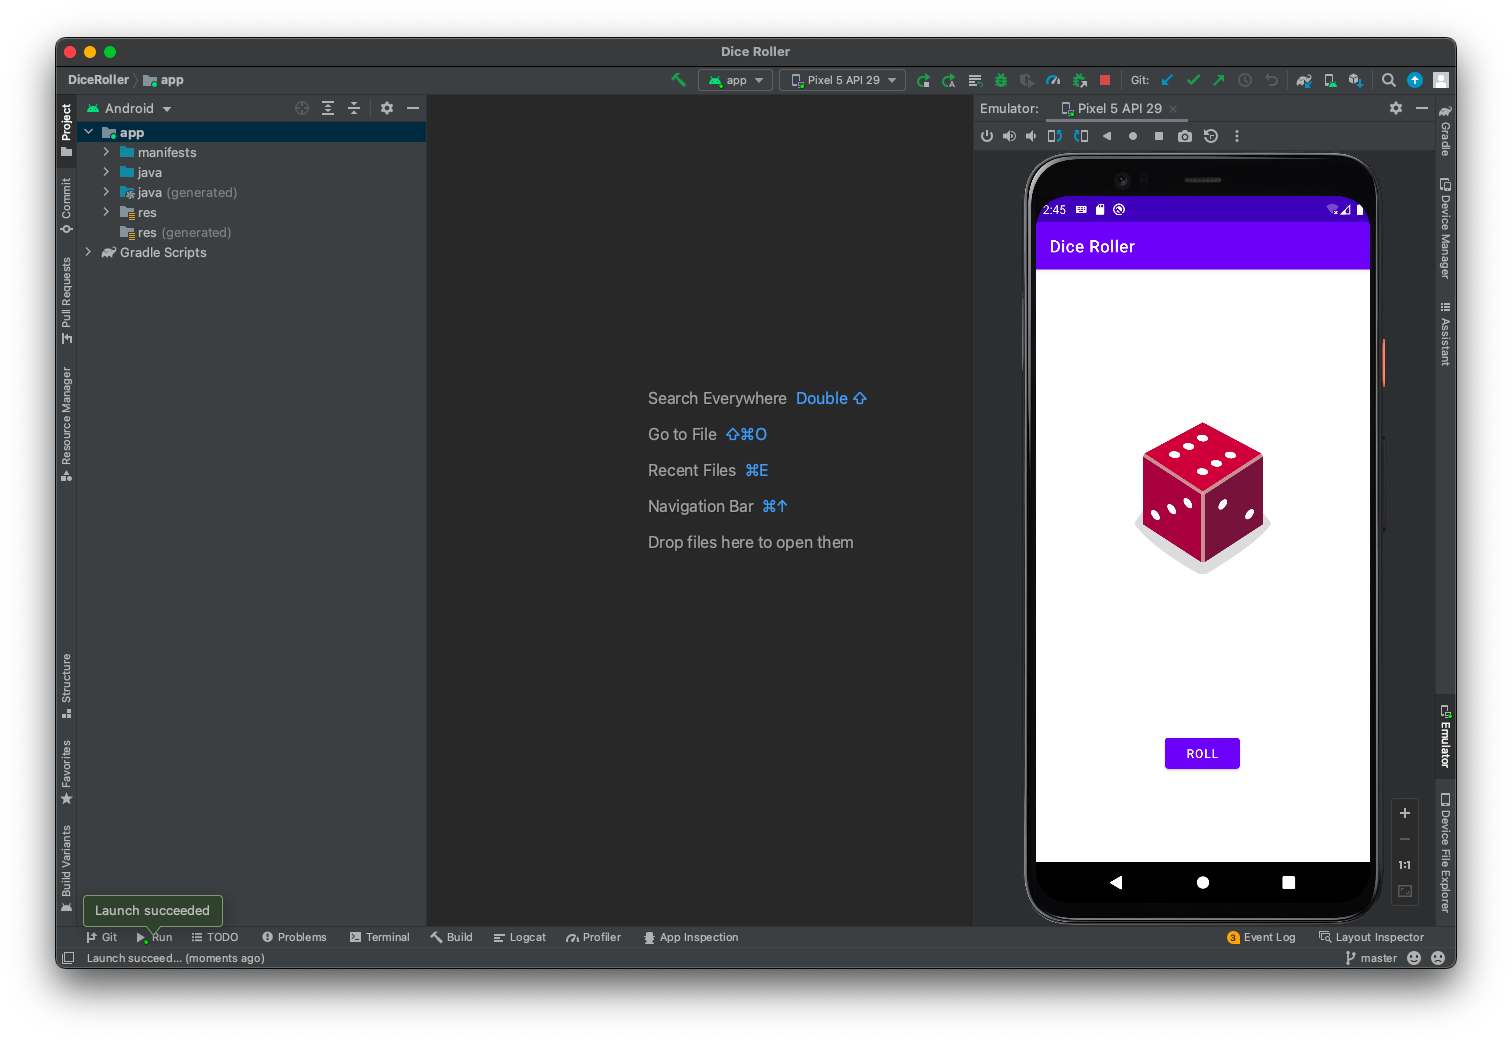 Dice Roller
DiceRoller app
app Pixel 5 API 29 Git:
Project
Commit
Pull Requests
Resource Manager
Structure
Favorites
Build Variants
Android
app
manifests
java
java (generated)
res
res (generated)
Gradle Scripts
Search Everywhere Double ⇧
Go to File ⇧⌘O
Recent Files ⌘E
Navigation Bar ⌘↑
Drop files here to open them
Emulator: Pixel 5 API 29
2:45
Dice Roller
ROLL
1:1
Gradle
Device Manager
Assistant
Emulator
Device File Explorer
Launch succeeded
Git Run TODO Problems Terminal Build Logcat Profiler App Inspection 3 Event Log Layout Inspector
Launch succeed... (moments ago) master